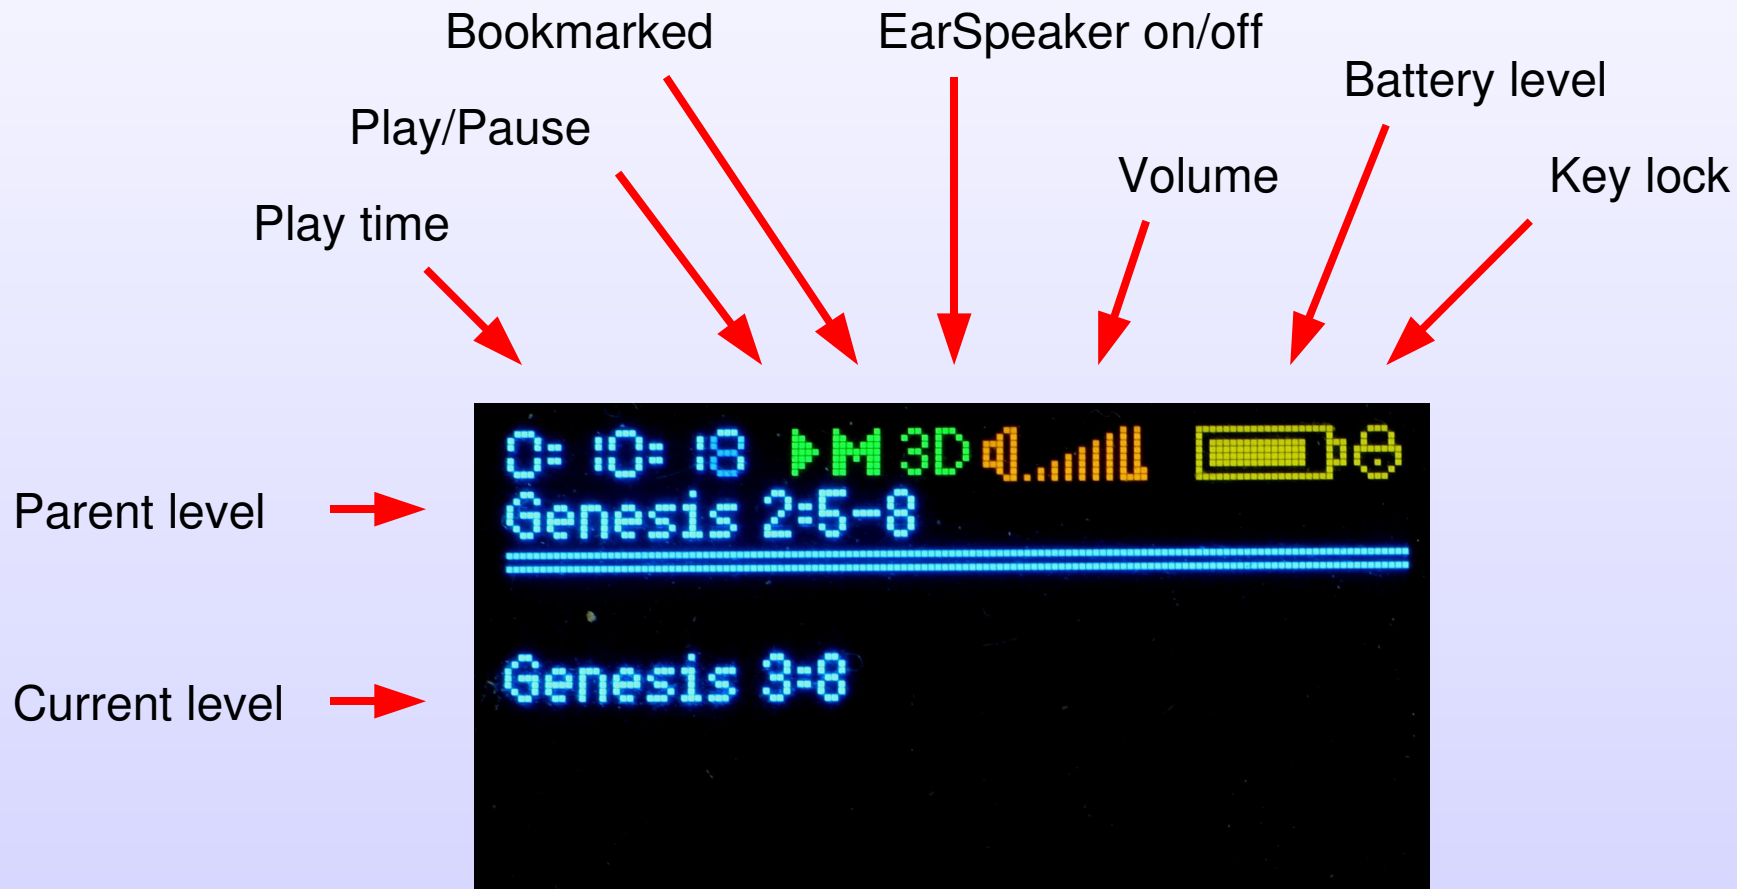 Bookmarked
EarSpeaker on/off
Battery level
Play/Pause
Volume
Key lock
Play time
0:10:18 M 3D
Parent level
Genesis 2:5-8
Current level
Genesis 3:8